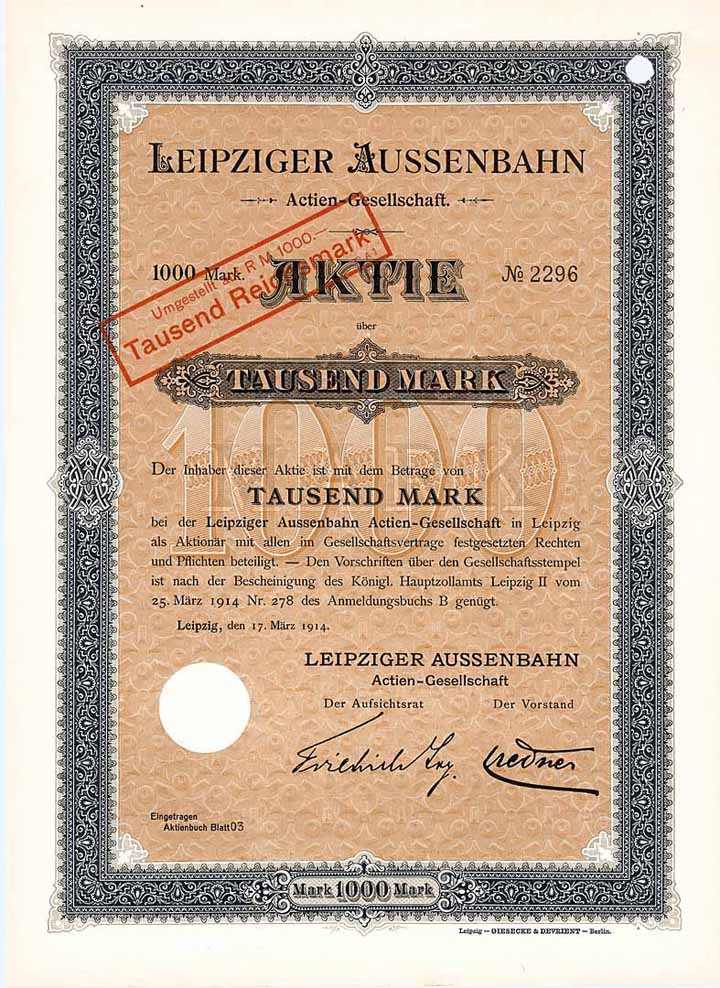 LEIPZIGER AUSSENBAHN
Actien-Gesellschaft.
1000 Mark.
AKTIE
№ 2296
Umgestellt R M 1000.—
Tausend Reichsmark
über
TAUSEND MARK
1000
Der Inhaber dieser Aktie ist mit dem Betrage von
TAUSEND MARK
bei der Leipziger Aussenbahn Actien-Gesellschaft in Leipzig
als Aktionär mit allen im Gesellschaftsvertrage festgesetzten Rechten
und Pflichten beteiligt. — Den Vorschriften über den Gesellschaftsstempel
ist nach der Bescheinigung des Königl. Hauptzollamts Leipzig II vom
25. März 1914 Nr. 278 des Anmeldungsbuchs B genügt.
Leipzig, den 17. März 1914.
LEIPZIGER AUSSENBAHN
Actien-Gesellschaft
Der Aufsichtsrat Der Vorstand
Eingetragen
Aktienbuch Blatt 03
Mark 1000 Mark
Leipzig — GIESECKE & DEVRIENT — Berlin.